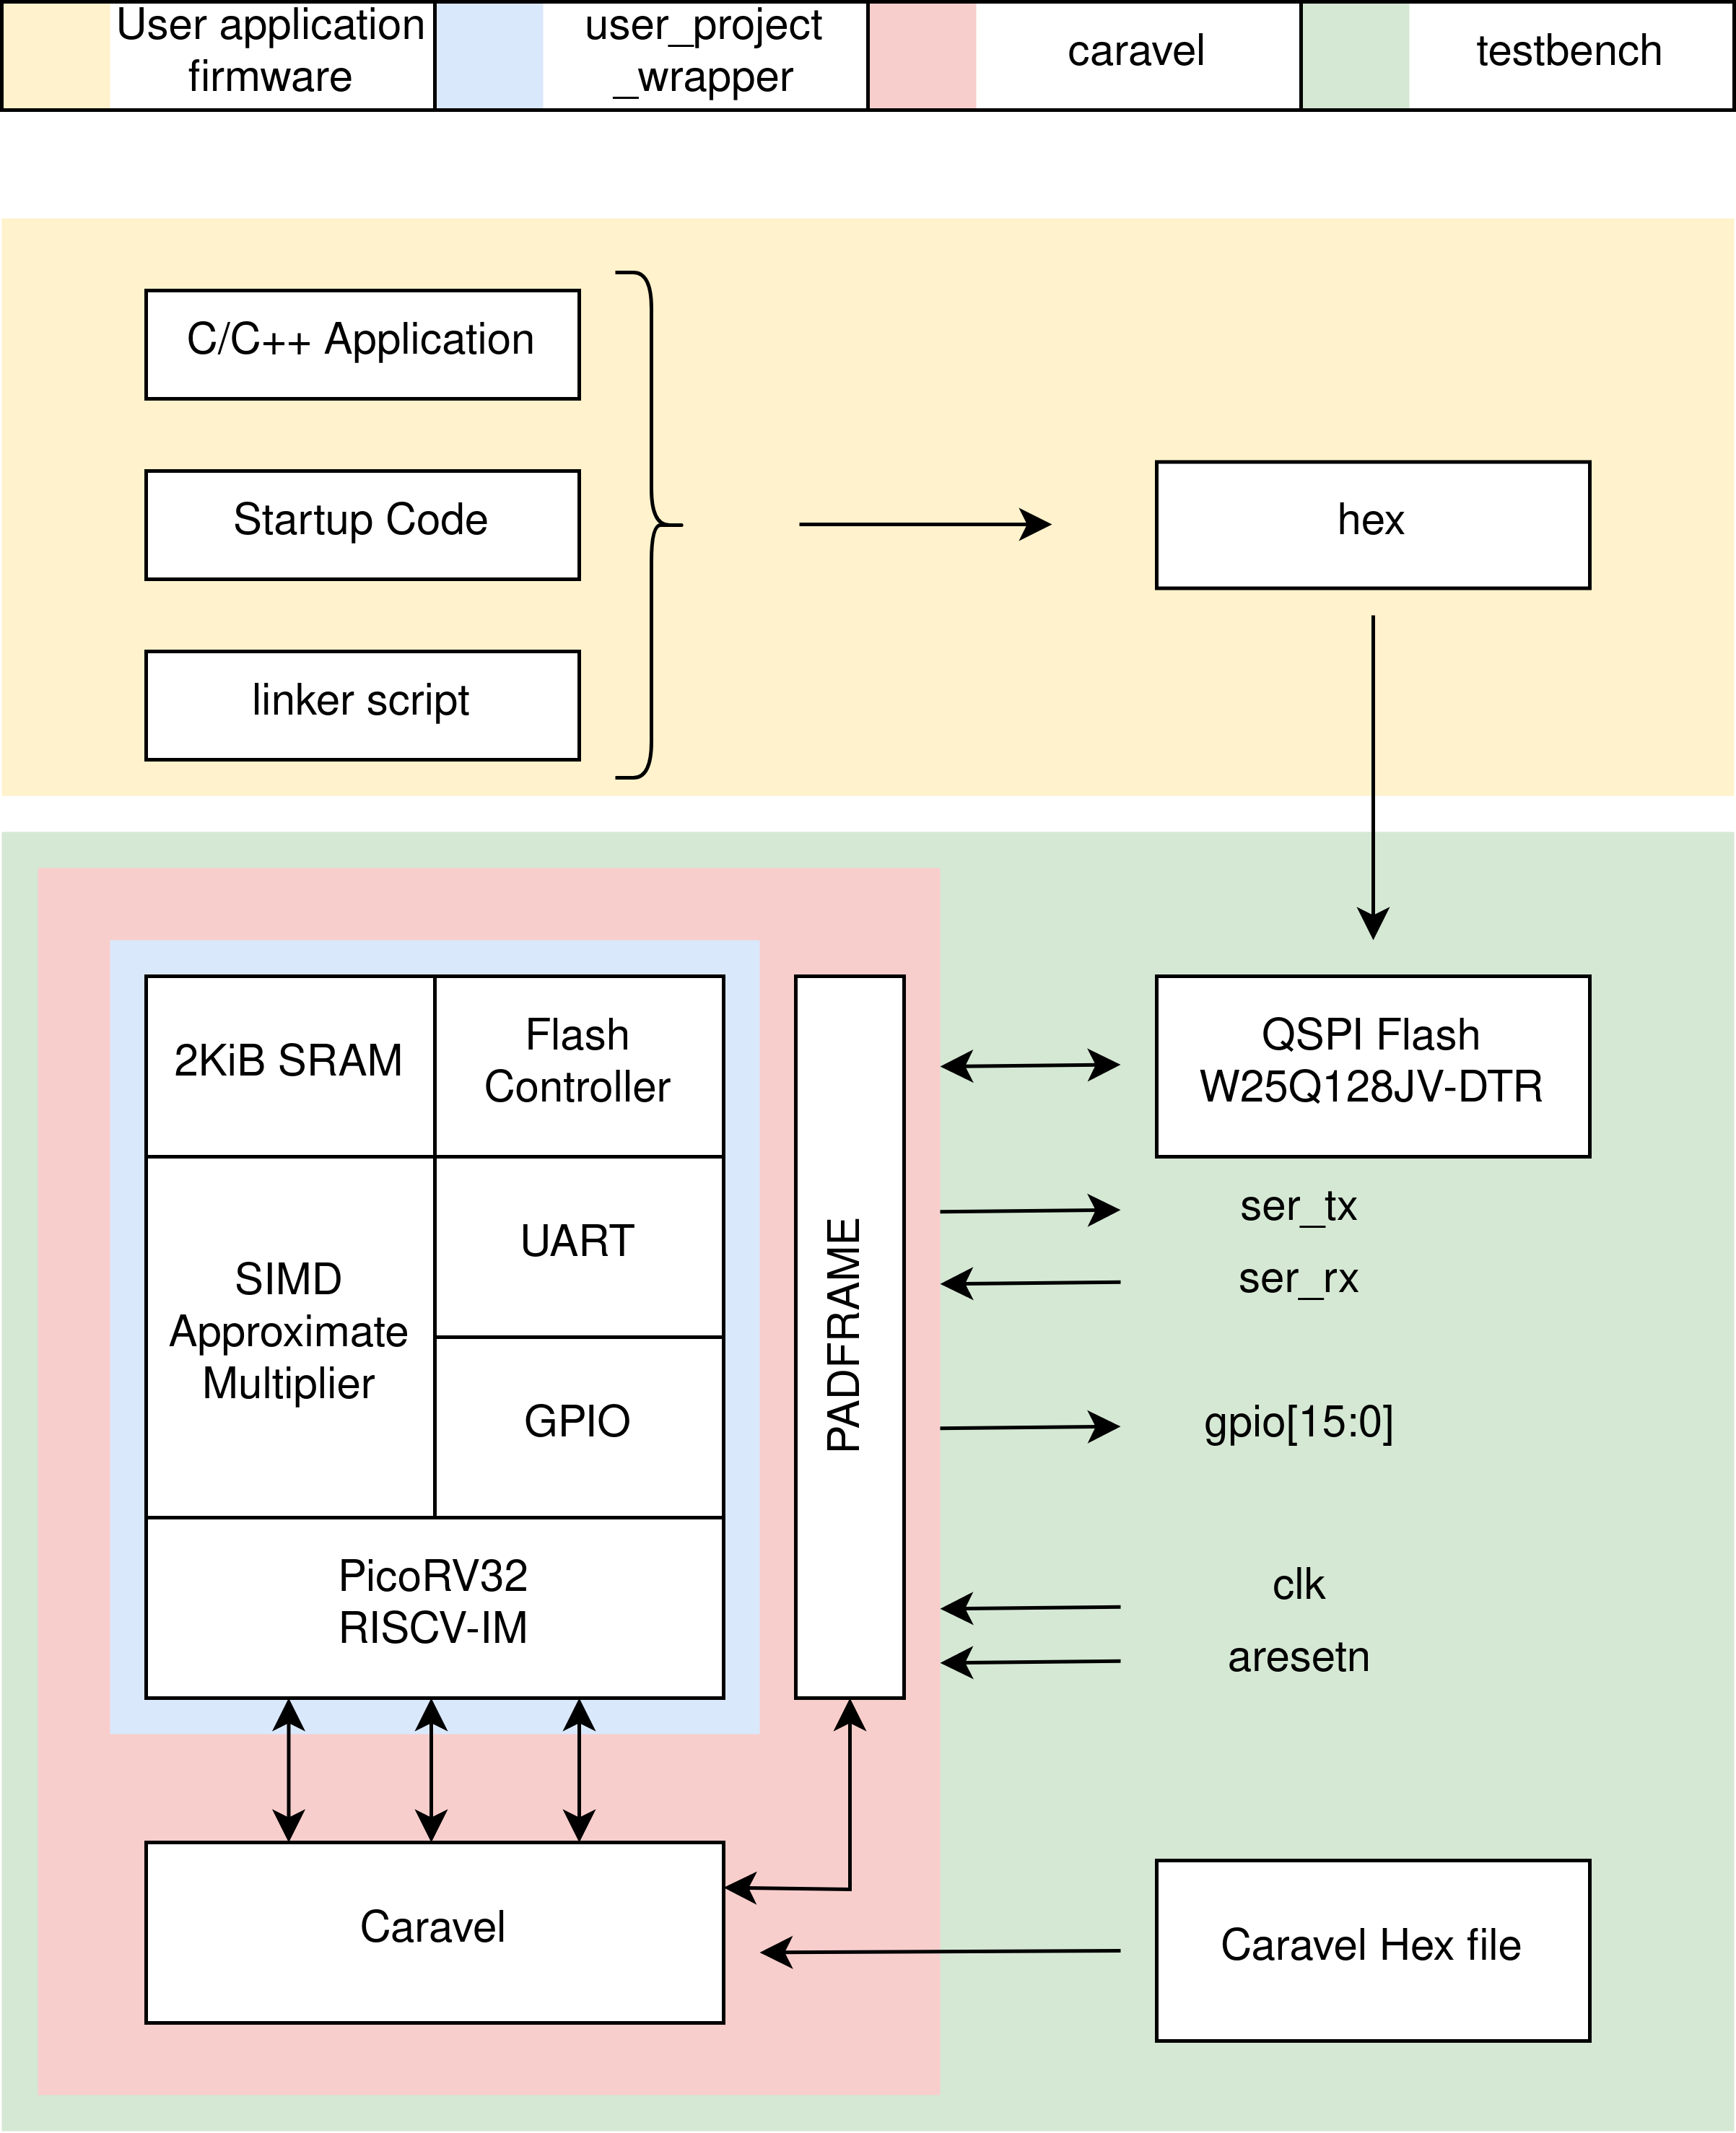 User application
firmware
user_project
_wrapper
caravel
testbench
C/C++ Application
Startup Code
linker script
hex
2KiB SRAM
Flash
Controller
SIMD
Approximate
Multiplier
UART
GPIO
PicoRV32
RISCV-IM
PADFRAME
QSPI Flash
W25Q128JV-DTR
ser_tx
ser_rx
gpio[15:0]
clk
aresetn
Caravel
Caravel Hex file